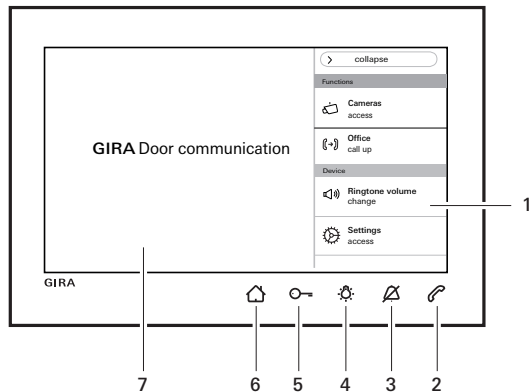 > collapse
Functions
Cameras
access
Office
call up
Device
Ringtone volume
change
Settings
access
GIRA Door communication
GIRA
1
7
6
5
4
3
2